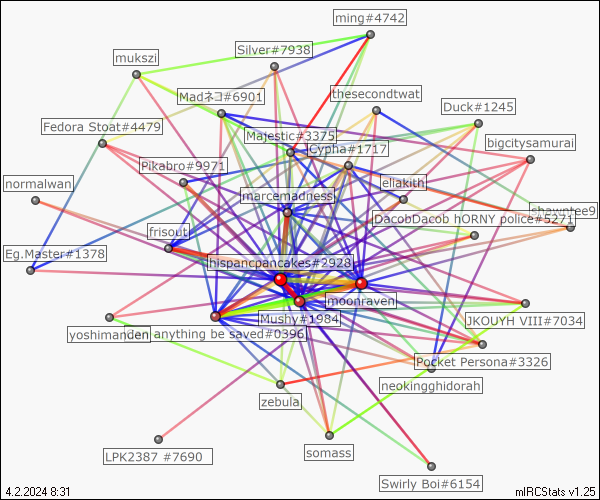 ming#4742
Silver#7938
mukszi
thesecondtwat
Madネコ#6901
Duck#1245
Fedora Stoat#4479
Majestic#3375
bigcitysamurai
Cypha#1717
Pikabro#9971
eliakith
normalwan
marcemadness
shawntee9
DacobDacob hORNY police#5271
frisouti
Eg.Master#1378
hispancpancakes#2928
moonraven
Mushy#1984
JKOUYH VIII#7034
yoshimanden
anything be saved#0396
Pocket Persona#3326
neokingghidorah
zebula
somass
LPK2387 #7690
Swirly Boi#6154
4.2.2024 8:31
mIRCStats v1.25